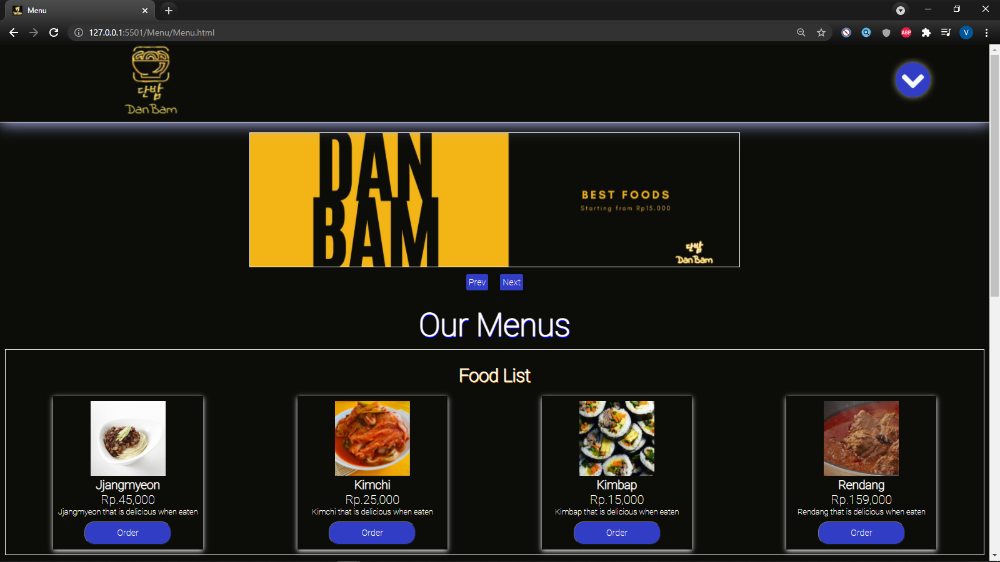 Menu
127.0.0.1:5501/Menu/Menu.html
ABP
V
단밤
DanBam
DAN
BAM
BEST FOODS
Starting from Rp15.000
단밤
DanBam
Prev Next
Our Menus
Food List
Jjangmyeon
Rp.45,000
Jjangmyeon that is delicious when eaten
Order
Kimchi
Rp.25,000
Kimchi that is delicious when eaten
Order
Kimbap
Rp.15,000
Kimbap that is delicious when eaten
Order
Rendang
Rp.159,000
Rendang that is delicious when eaten
Order